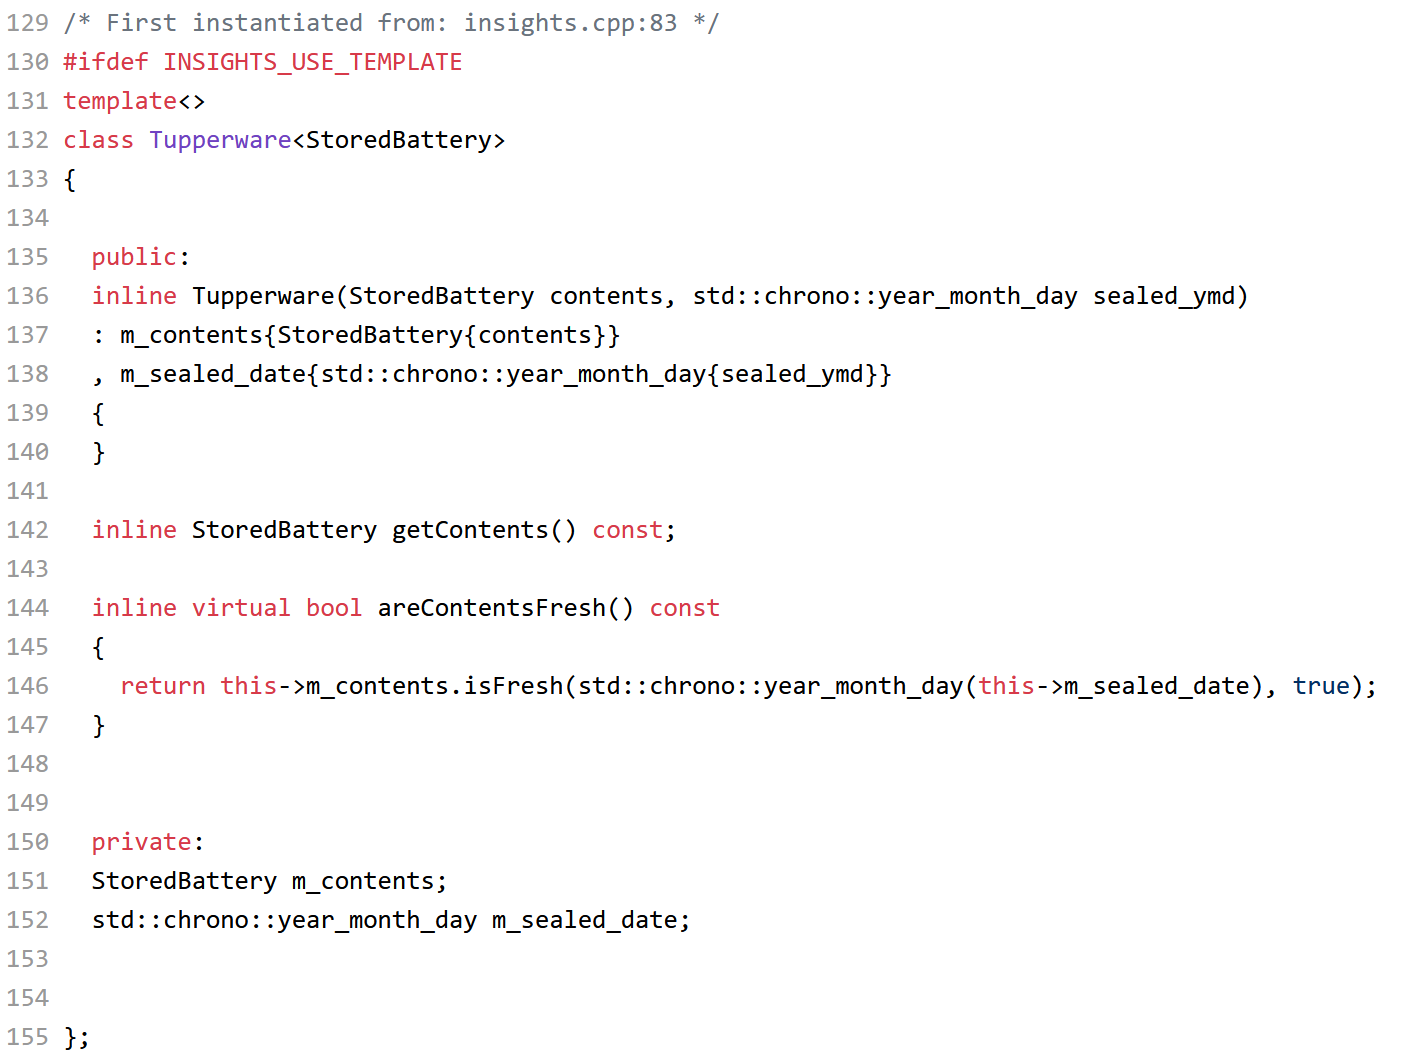 129 /* First instantiated from: insights.cpp:83 */
130 #ifdef INSIGHTS_USE_TEMPLATE
131 template<>
132 class Tupperware<StoredBattery>
133 {
134
135   public:
136   inline Tupperware(StoredBattery contents, std::chrono::year_month_day sealed_ymd)
137   : m_contents{StoredBattery{contents}}
138   , m_sealed_date{std::chrono::year_month_day{sealed_ymd}}
139   {
140   }
141
142   inline StoredBattery getContents() const;
143
144   inline virtual bool areContentsFresh() const
145   {
146     return this->m_contents.isFresh(std::chrono::year_month_day(this->m_sealed_date), true);
147   }
148
149
150   private:
151   StoredBattery m_contents;
152   std::chrono::year_month_day m_sealed_date;
153
154
155 };